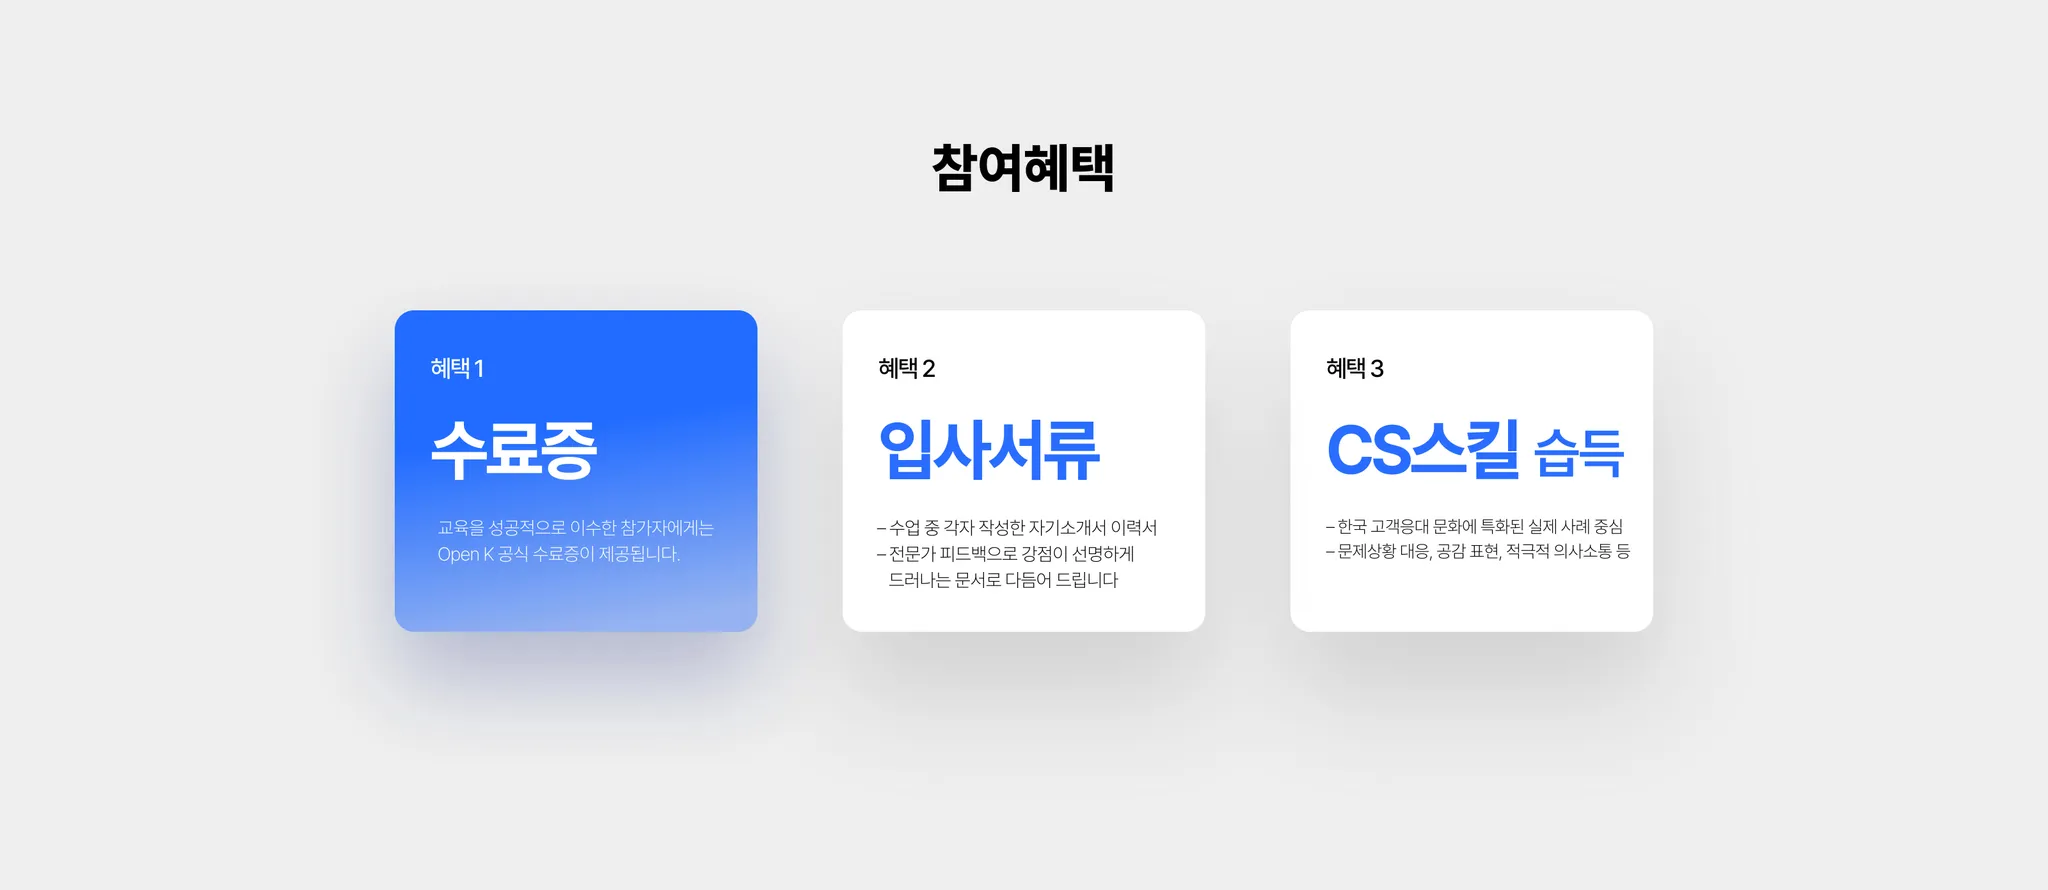 참여혜택
혜택 1
수료증
교육을 성공적으로 이수한 참가자에게는
Open K 공식 수료증이 제공됩니다.
혜택 2
입사서류
– 수업 중 각자 작성한 자기소개서 이력서
– 전문가 피드백으로 강점이 선명하게
드러나는 문서로 다듬어 드립니다
혜택 3
CS스킬 습득
– 한국 고객응대 문화에 특화된 실제 사례 중심
– 문제상황 대응, 공감 표현, 적극적 의사소통 등